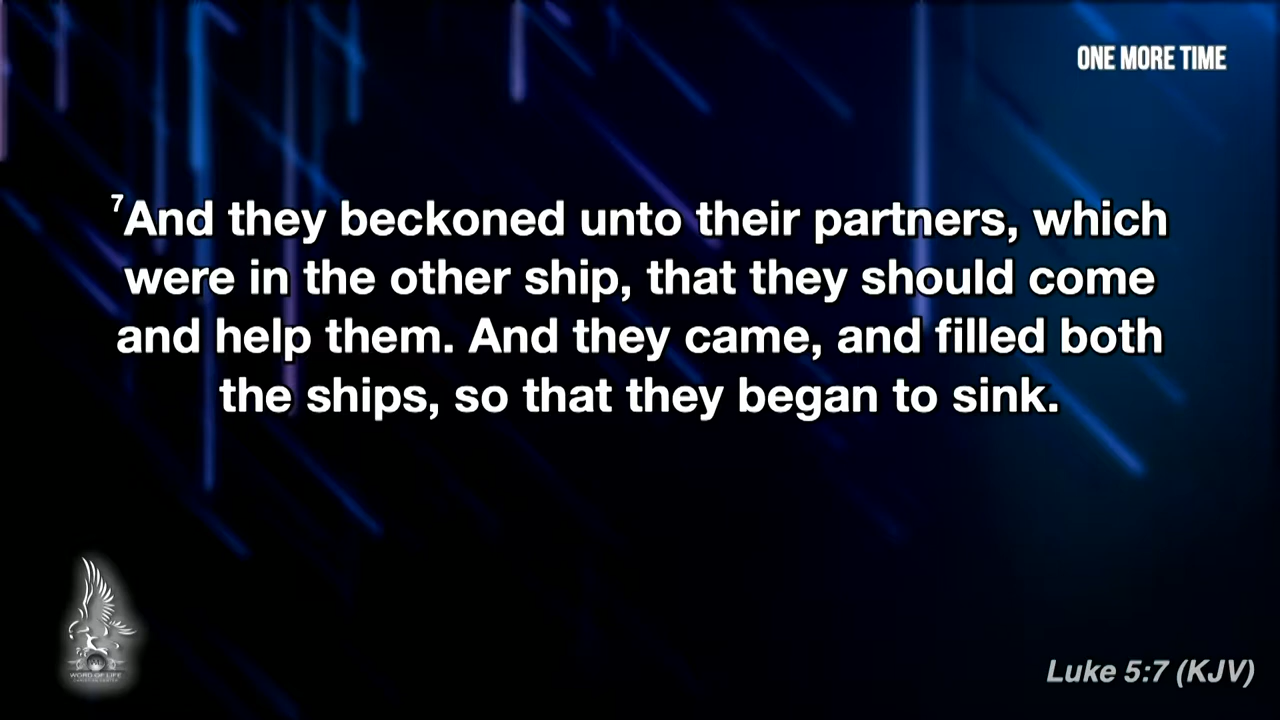 ONE MORE TIME
7And they beckoned unto their partners, which
were in the other ship, that they should come
and help them. And they came, and filled both
the ships, so that they began to sink.
WORD OF LIFE
CHRISTIAN CENTER
Luke 5:7 (KJV)